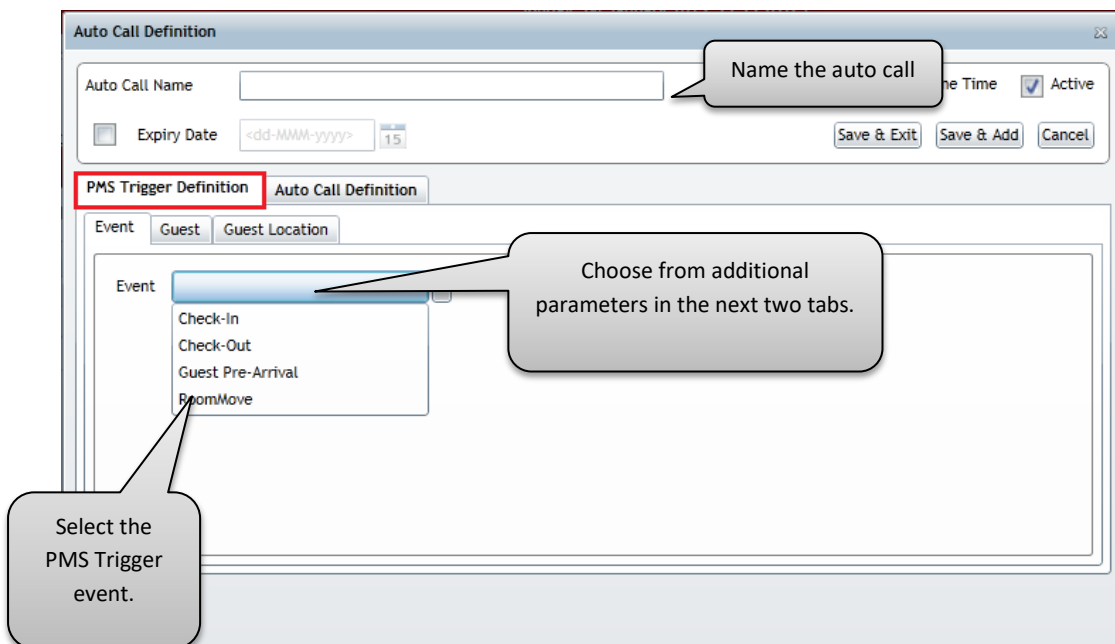 Auto Call Definition
Auto Call Name
Name the auto call
Time
Active
Expiry Date
<dd-MMM-yyyy>
15
Save & Exit
Save & Add
Cancel
PMS Trigger Definition
Auto Call Definition
Event
Guest
Guest Location
Event
Choose from additional
parameters in the next two tabs.
Check-In
Check-Out
Guest Pre-Arrival
RoomMove
Select the
PMS Trigger
event.